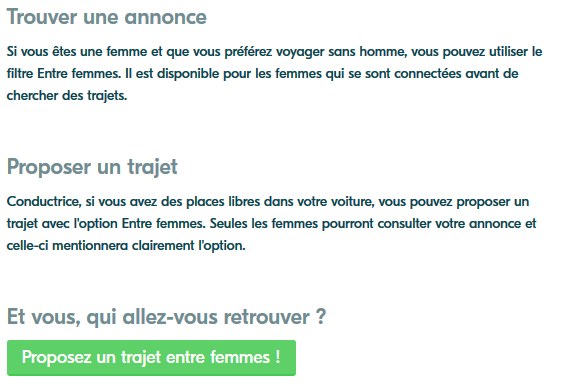 Trouver une annonce
Si vous êtes une femme et que vous préférez voyager sans homme, vous pouvez utiliser le
filtre Entre femmes. Il est disponible pour les femmes qui se sont connectées avant de
chercher des trajets.
Proposer un trajet
Conductrice, si vous avez des places libres dans votre voiture, vous pouvez proposer un
trajet avec l'option Entre femmes. Seules les femmes pourront consulter votre annonce et
celle-ci mentionnera clairement l'option.
Et vous, qui allez-vous retrouver ?
Proposez un trajet entre femmes !